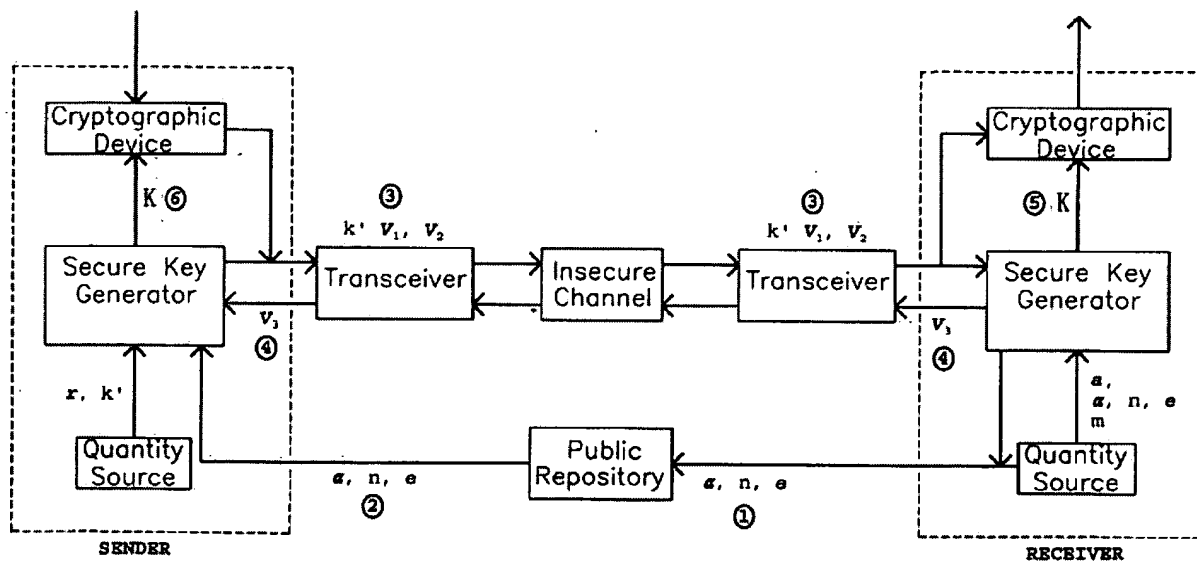 Cryptographic
Device
K ⑥
Secure Key
Generator
③
k' V₁, V₂
Transceiver
V₃
④
r, k'
Quantity
Source
α, n, e
②
SENDER
Insecure
Channel
Public
Repository
α, n, e
①
③
k' V₁, V₂
Transceiver
Cryptographic
Device
⑤ K
Secure Key
Generator
V₃
④
a,
α, n, e
m
Quantity
Source
RECEIVER